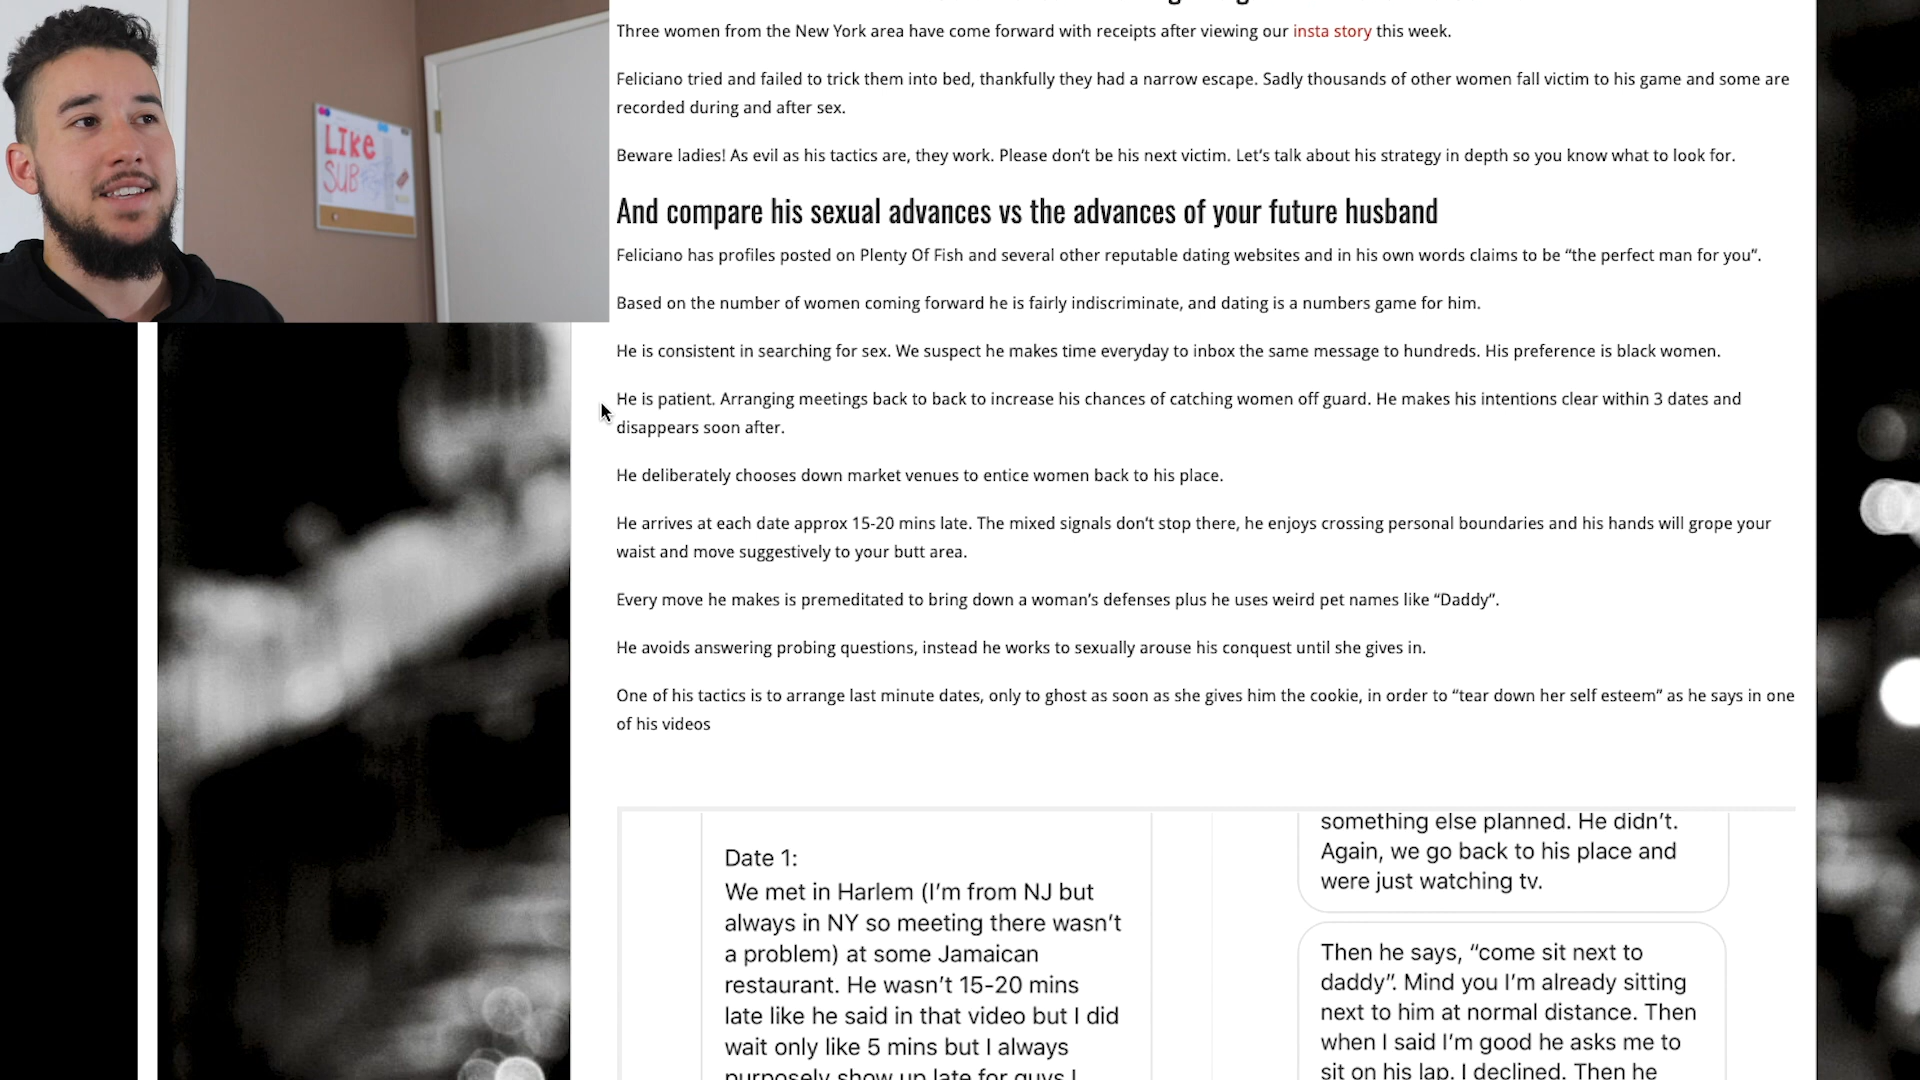 LIKE
SUB
Three women from the New York area have come forward with receipts after viewing our insta story this week.
Feliciano tried and failed to trick them into bed, thankfully they had a narrow escape. Sadly thousands of other women fall victim to his game and some are
recorded during and after sex.
Beware ladies! As evil as his tactics are, they work. Please don't be his next victim. Let's talk about his strategy in depth so you know what to look for.
And compare his sexual advances vs the advances of your future husband
Feliciano has profiles posted on Plenty Of Fish and several other reputable dating websites and in his own words claims to be “the perfect man for you”.
Based on the number of women coming forward he is fairly indiscriminate, and dating is a numbers game for him.
He is consistent in searching for sex. We suspect he makes time everyday to inbox the same message to hundreds. His preference is black women.
He is patient. Arranging meetings back to back to increase his chances of catching women off guard. He makes his intentions clear within 3 dates and
disappears soon after.
He deliberately chooses down market venues to entice women back to his place.
He arrives at each date approx 15-20 mins late. The mixed signals don't stop there, he enjoys crossing personal boundaries and his hands will grope your
waist and move suggestively to your butt area.
Every move he makes is premeditated to bring down a woman's defenses plus he uses weird pet names like “Daddy”.
He avoids answering probing questions, instead he works to sexually arouse his conquest until she gives in.
One of his tactics is to arrange last minute dates, only to ghost as soon as she gives him the cookie, in order to “tear down her self esteem” as he says in one
of his videos
Date 1:
We met in Harlem (I'm from NJ but
always in NY so meeting there wasn't
a problem) at some Jamaican
restaurant. He wasn't 15-20 mins
late like he said in that video but I did
wait only like 5 mins but I always
purposely show up late for guys I
something else planned. He didn't.
Again, we go back to his place and
were just watching tv.
Then he says, “come sit next to
daddy”. Mind you I'm already sitting
next to him at normal distance. Then
when I said I'm good he asks me to
sit on his lap. I declined. Then he